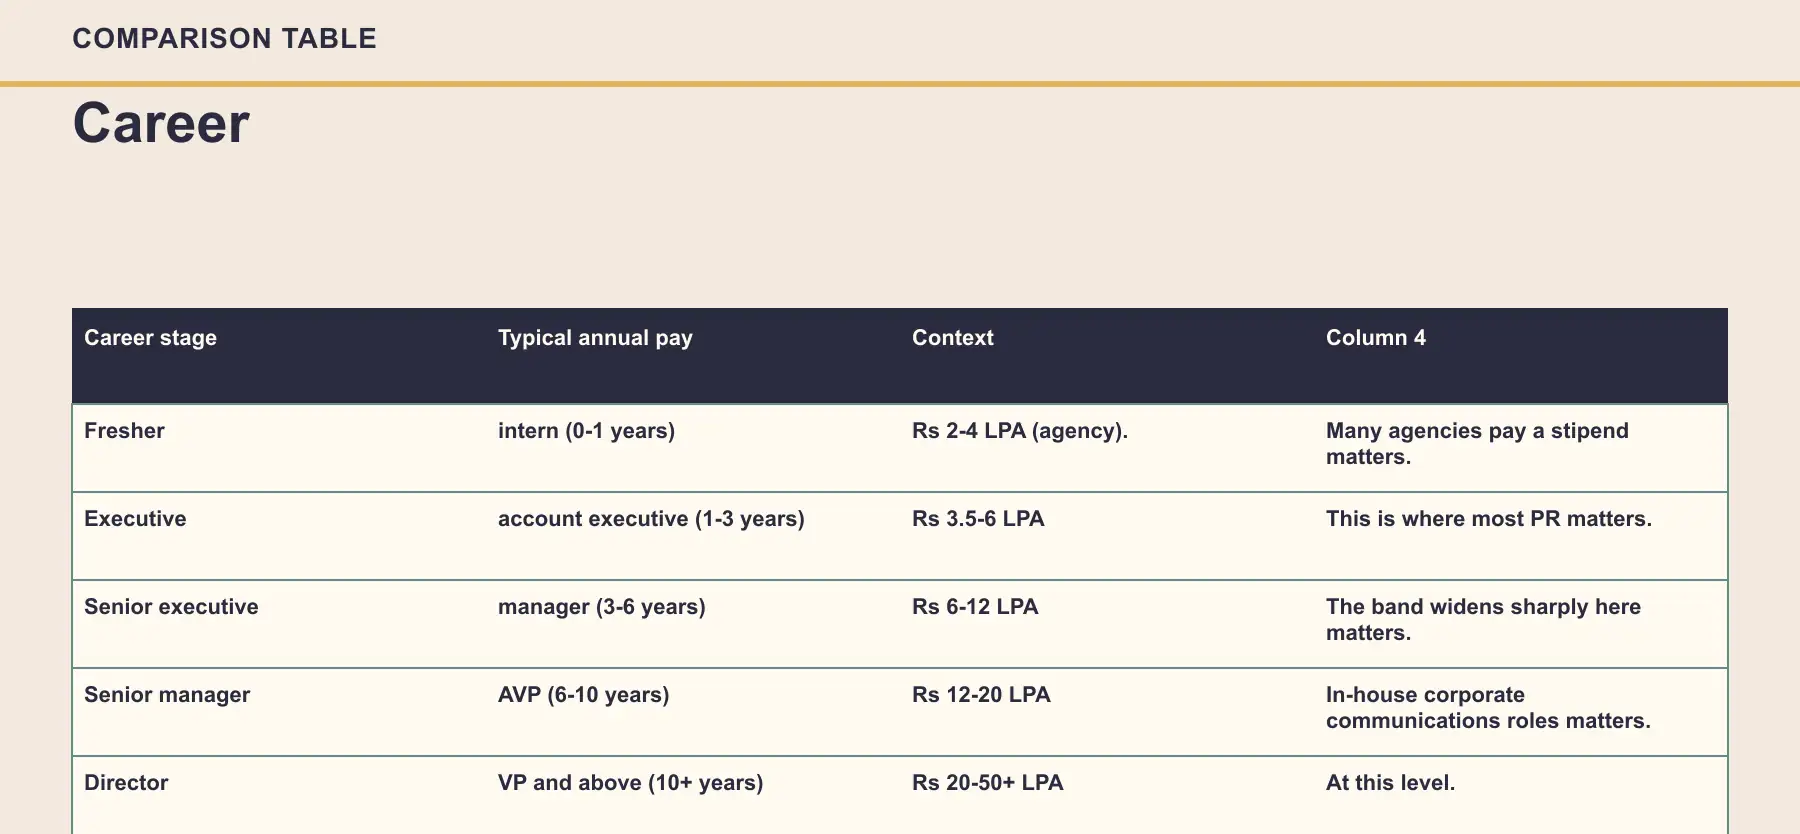 COMPARISON TABLE
Career
Career stage Typical annual pay Context Column 4
Fresher intern (0-1 years) Rs 2-4 LPA (agency). Many agencies pay a stipend
matters.
Executive account executive (1-3 years) Rs 3.5-6 LPA This is where most PR matters.
Senior executive manager (3-6 years) Rs 6-12 LPA The band widens sharply here
matters.
Senior manager AVP (6-10 years) Rs 12-20 LPA In-house corporate
communications roles matters.
Director VP and above (10+ years) Rs 20-50+ LPA At this level.